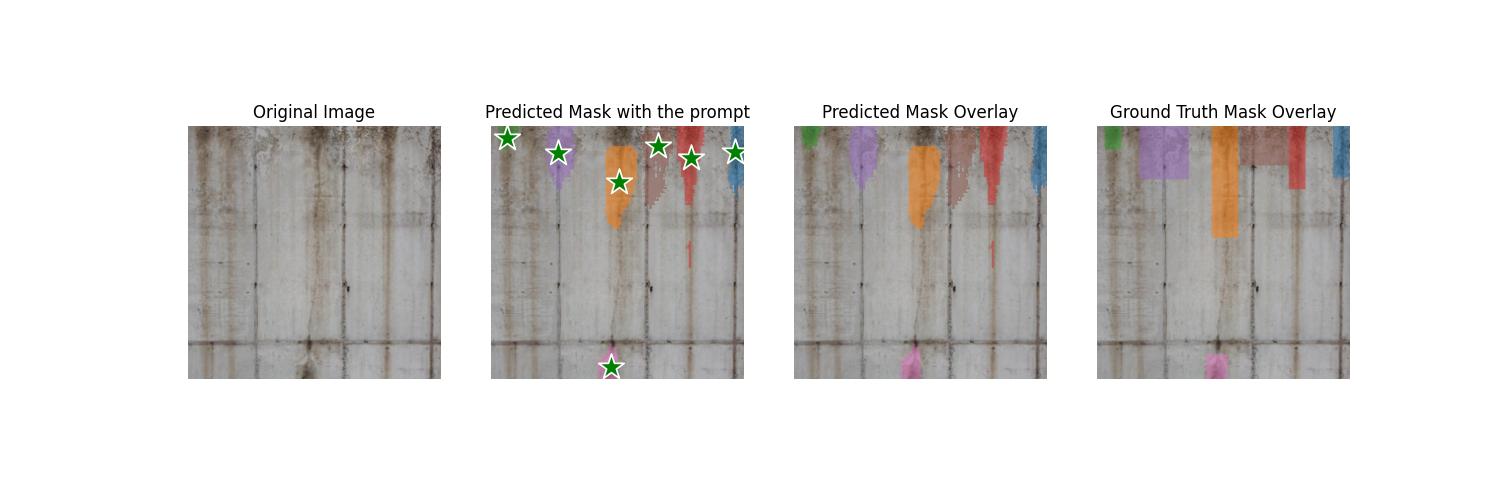 Original Image
Predicted Mask with the prompt
Predicted Mask Overlay
Ground Truth Mask Overlay